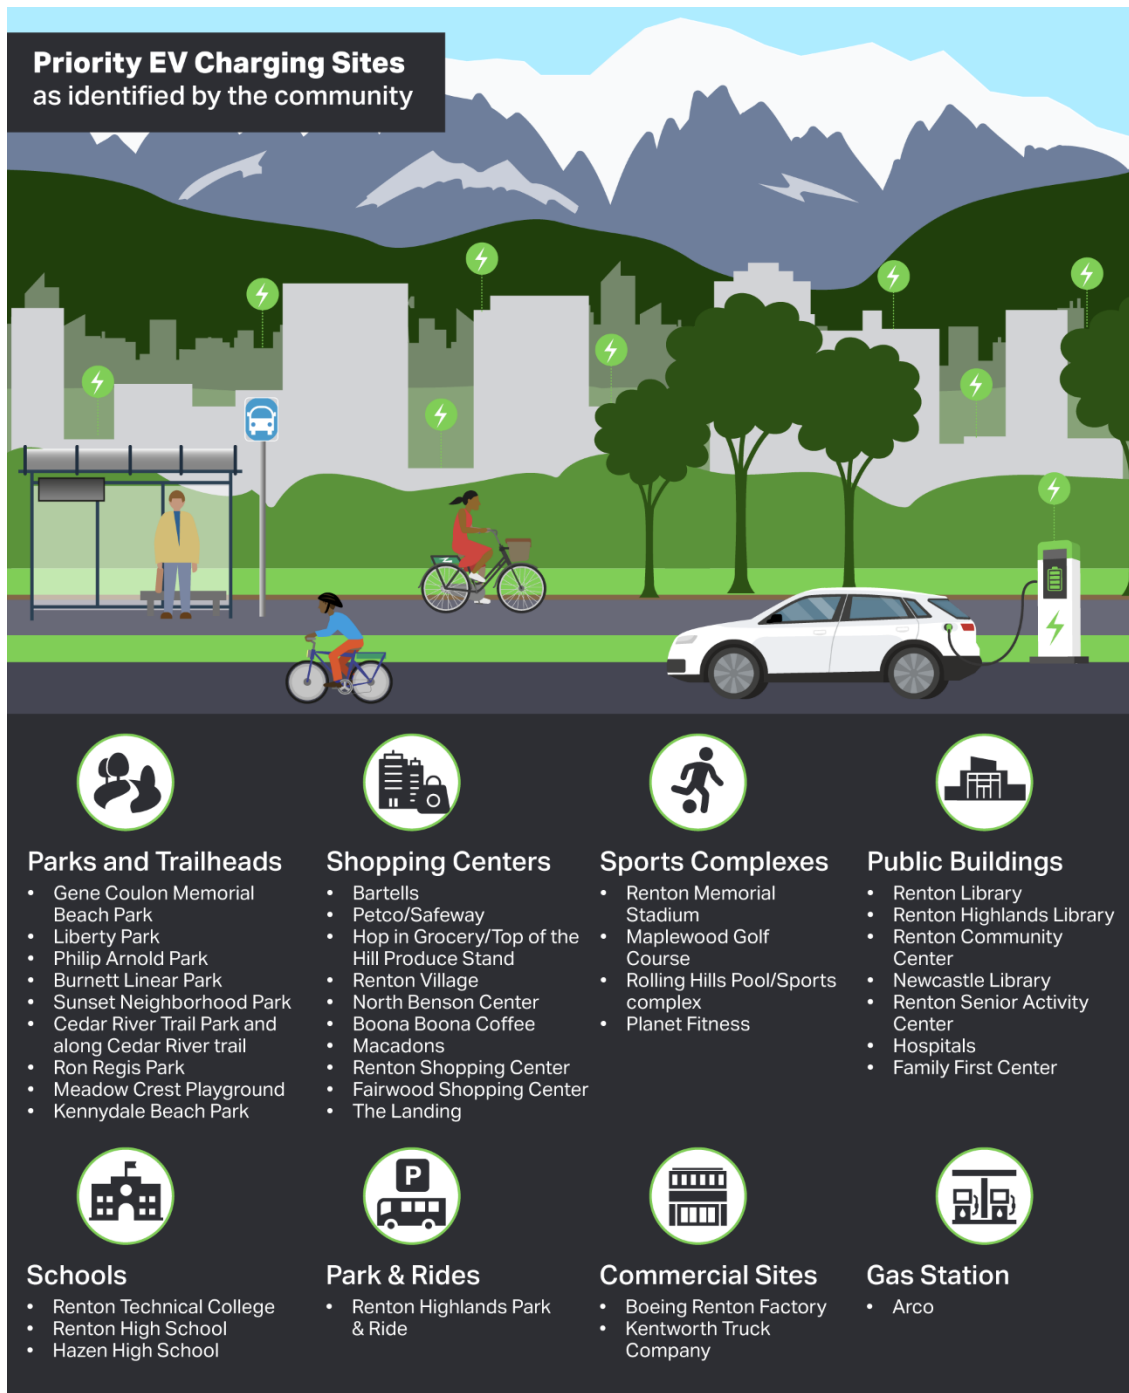 Priority EV Charging Sites
as identified by the community
Parks and Trailheads
• Gene Coulon Memorial
Beach Park
• Liberty Park
• Philip Arnold Park
• Burnett Linear Park
• Sunset Neighborhood Park
• Cedar River Trail Park and
along Cedar River trail
• Ron Regis Park
• Meadow Crest Playground
• Kennydale Beach Park
Shopping Centers
• Bartells
• Petco/Safeway
• Hop in Grocery/Top of the
Hill Produce Stand
• Renton Village
• North Benson Center
• Boona Boona Coffee
• Macadons
• Renton Shopping Center
• Fairwood Shopping Center
• The Landing
Sports Complexes
• Renton Memorial
Stadium
• Maplewood Golf
Course
• Rolling Hills Pool/Sports
complex
• Planet Fitness
Public Buildings
• Renton Library
• Renton Highlands Library
• Renton Community
Center
• Newcastle Library
• Renton Senior Activity
Center
• Hospitals
• Family First Center
Schools
• Renton Technical College
• Renton High School
• Hazen High School
P
Park & Rides
• Renton Highlands Park
& Ride
Commercial Sites
• Boeing Renton Factory
• Kentworth Truck
Company
Gas Station
• Arco